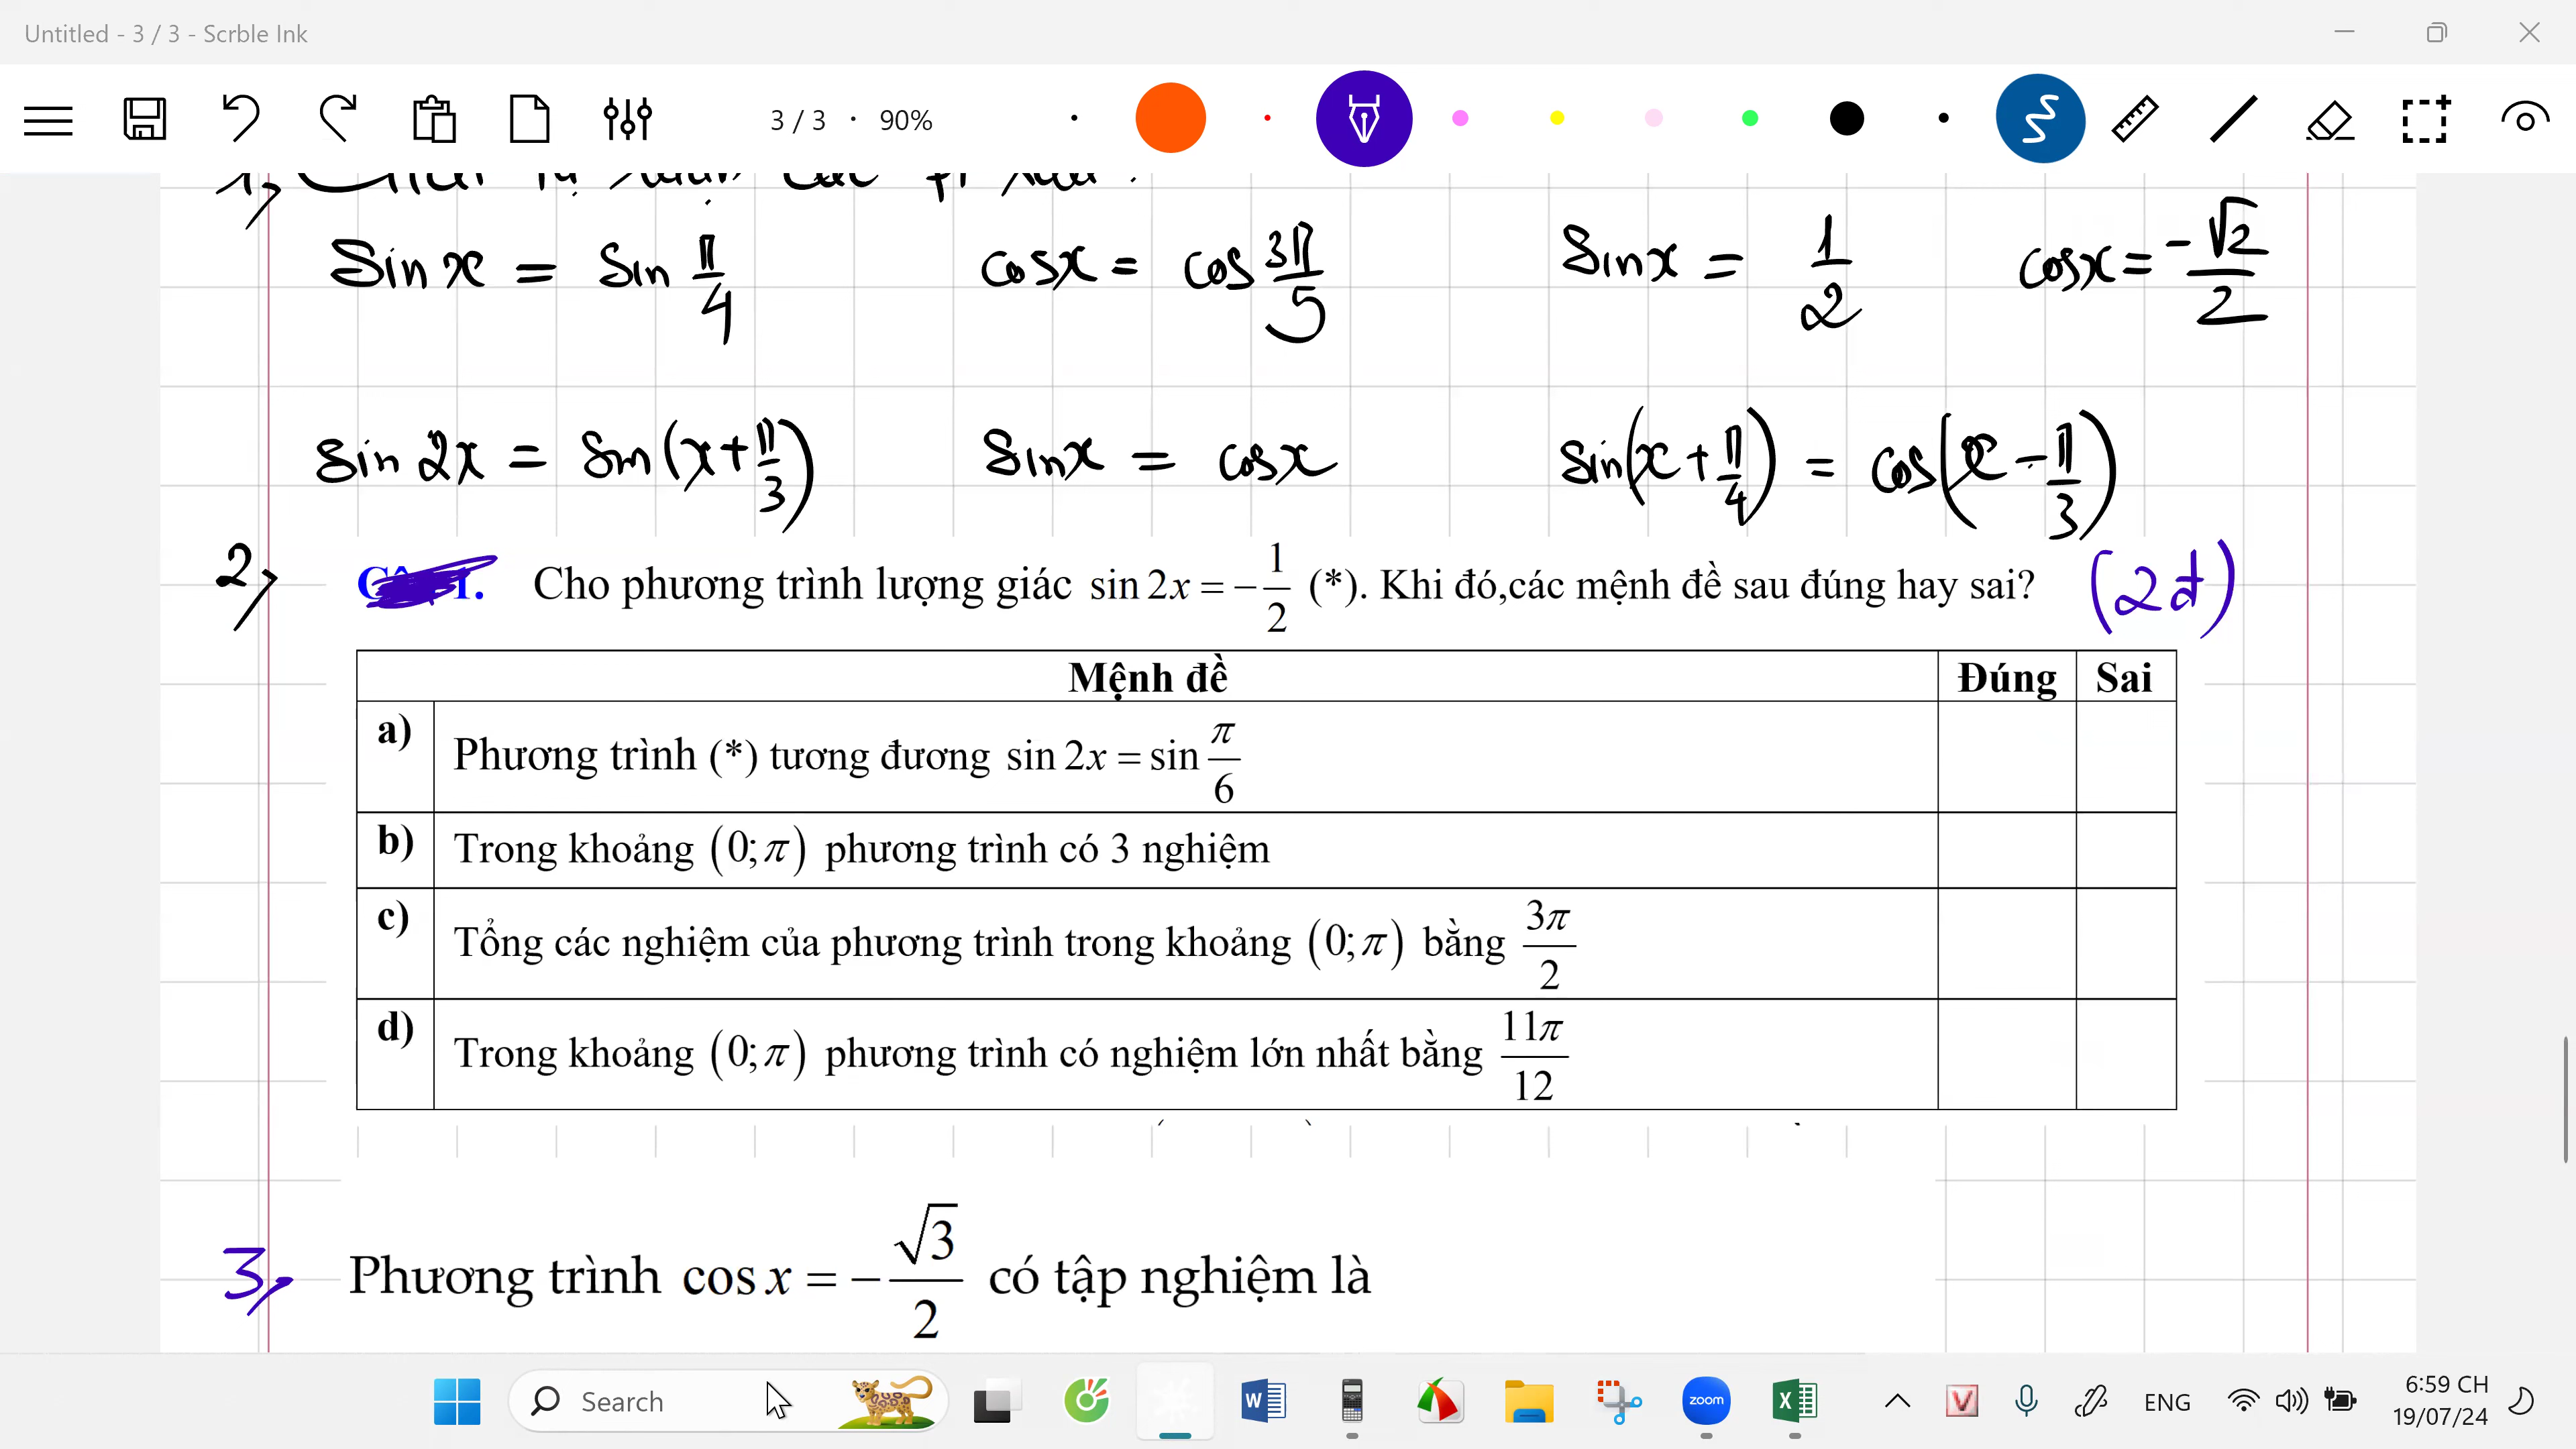 Untitled - 3 / 3 - Scrble Ink
3 / 3 · 90%
1,
sin x = sin π/4   cos x = cos 3π/5   sin x = 1/2   cos x = -√2/2
sin 2x = sin(x + π/3)   sin x = cos x   sin(x + π/4) = cos(x - π/3)
2, Cho phương trình lượng giác sin 2x = -1/2 (*). Khi đó,các mệnh đề sau đúng hay sai? (2đ)
Mệnh đề Đúng Sai
a) Phương trình (*) tương đương sin 2x = sin π/6
b) Trong khoảng (0;π) phương trình có 3 nghiệm
c) Tổng các nghiệm của phương trình trong khoảng (0;π) bằng 3π/2
d) Trong khoảng (0;π) phương trình có nghiệm lớn nhất bằng 11π/12
3, Phương trình cos x = -√3/2 có tập nghiệm là
Search zoom ENG 6:59 CH
19/07/24